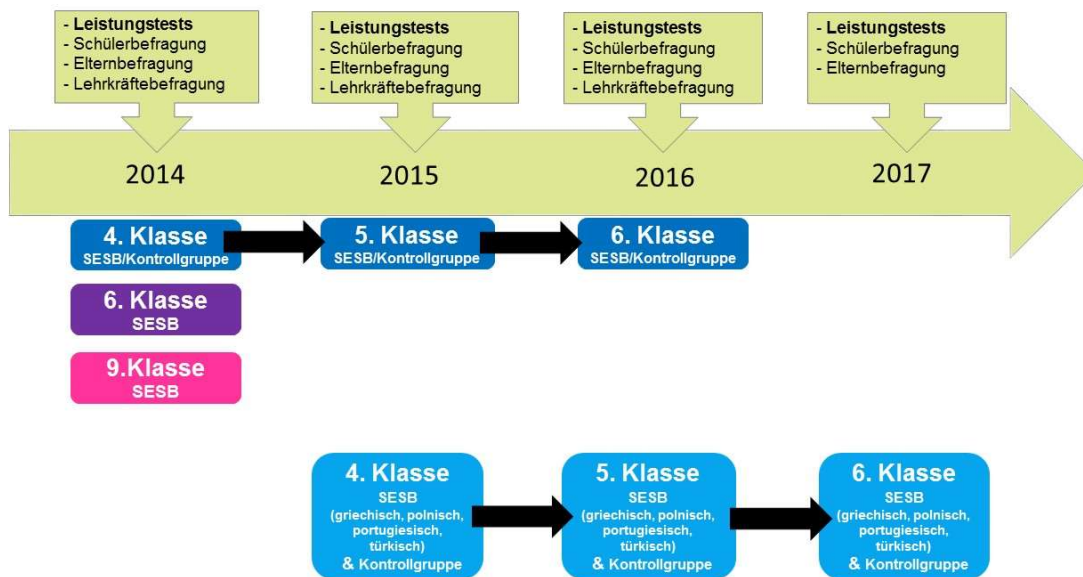 - Leistungstests
- Schülerbefragung
- Elternbefragung
- Lehrkräftebefragung
- Leistungstests
- Schülerbefragung
- Elternbefragung
- Lehrkräftebefragung
- Leistungstests
- Schülerbefragung
- Elternbefragung
- Lehrkräftebefragung
- Leistungstests
- Schülerbefragung
- Elternbefragung
2014
2015
2016
2017
4. Klasse
SESB/Kontrollgruppe
5. Klasse
SESB/Kontrollgruppe
6. Klasse
SESB/Kontrollgruppe
6. Klasse
SESB
9.Klasse
SESB
4. Klasse
SESB
(griechisch, polnisch,
portugiesisch,
türkisch)
& Kontrollgruppe
5. Klasse
SESB
(griechisch, polnisch,
portugiesisch,
türkisch)
& Kontrollgruppe
6. Klasse
SESB
(griechisch, polnisch,
portugiesisch,
türkisch)
& Kontrollgruppe